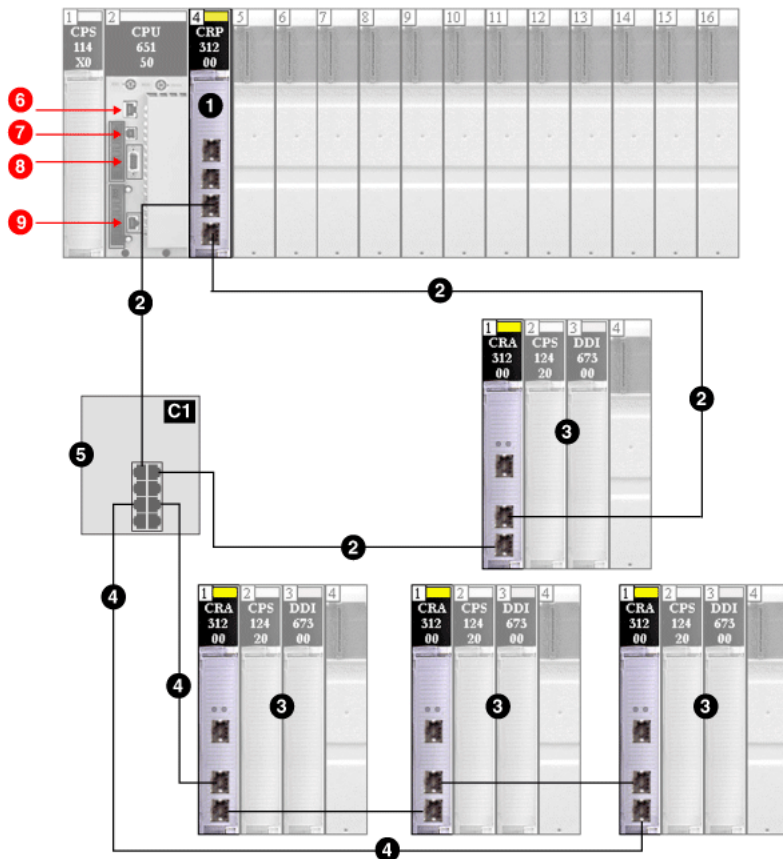 1 2 4 5 6 7 8 9 10 11 12 13 14 15 16
CPS 114 X0
CPU 651 50
CRP 312 00
1
6
7
8
9
2
2
1 2 3 4
CRA 312 00
CPS 124 20
DDI 673 00
2
3
C1
5
2
4
1 2 3 4
CRA 312 00
CPS 124 20
DDI 673 00
1 2 3 4
CRA 312 00
CPS 124 20
DDI 673 00
1 2 3 4
CRA 312 00
CPS 124 20
DDI 673 00
4
3
3
3
4